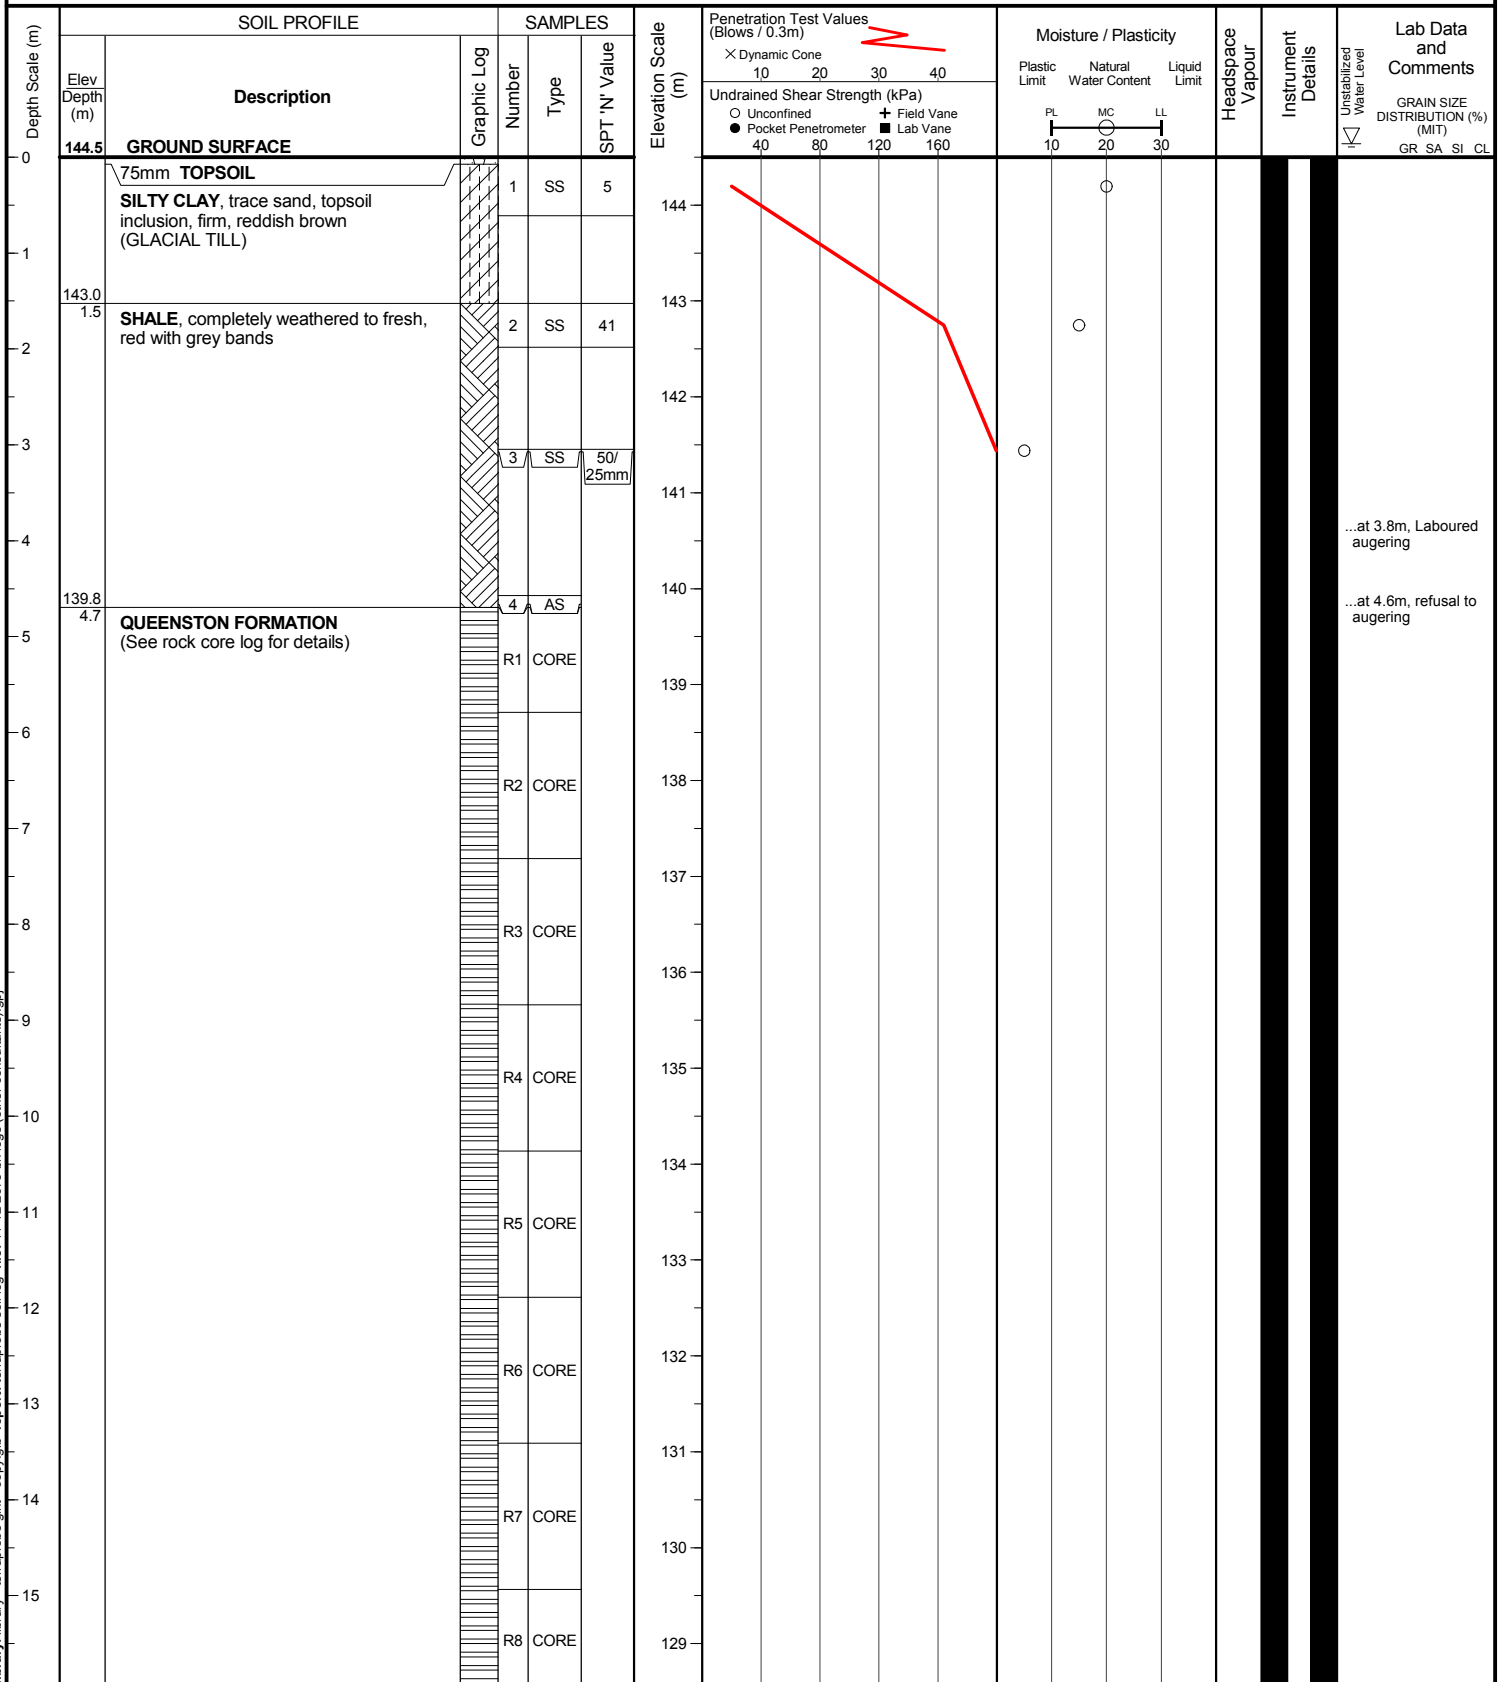 SOIL PROFILE
SAMPLES
Depth Scale (m)
Elev
Depth
(m)
Description
Graphic Log
Number
Type
SPT 'N' Value
Elevation Scale
(m)
Penetration Test Values
(Blows / 0.3m)
X Dynamic Cone
10 20 30 40
Undrained Shear Strength (kPa)
Unconfined
Field Vane
Pocket Penetrometer
Lab Vane
40 80 120 160
Moisture / Plasticity
Plastic
Limit
Natural
Water Content
Liquid
Limit
PL MC LL
10 20 30
Headspace
Vapour
Instrument
Details
Unstabilized
Water Level
Lab Data
and
Comments
GRAIN SIZE
DISTRIBUTION (%)
(MIT)
GR SA SI CL
144.5 GROUND SURFACE
0
75mm TOPSOIL
SILTY CLAY, trace sand, topsoil
inclusion, firm, reddish brown
(GLACIAL TILL)
1 SS 5
144
1
143.0
1.5
143
SHALE, completely weathered to fresh,
red with grey bands
2 SS 41
2
142
3
3 SS 50/
25mm
141
4
...at 3.8m, Laboured
augering
140
139.8
4.7
4 AS
...at 4.6m, refusal to
augering
QUEENSTON FORMATION
(See rock core log for details)
5
R1 CORE
139
6
R2 CORE
138
7
137
8
R3 CORE
136
9
135
R4 CORE
10
134
11
R5 CORE
133
12
132
R6 CORE
13
131
14
R7 CORE
130
15
R8 CORE
129